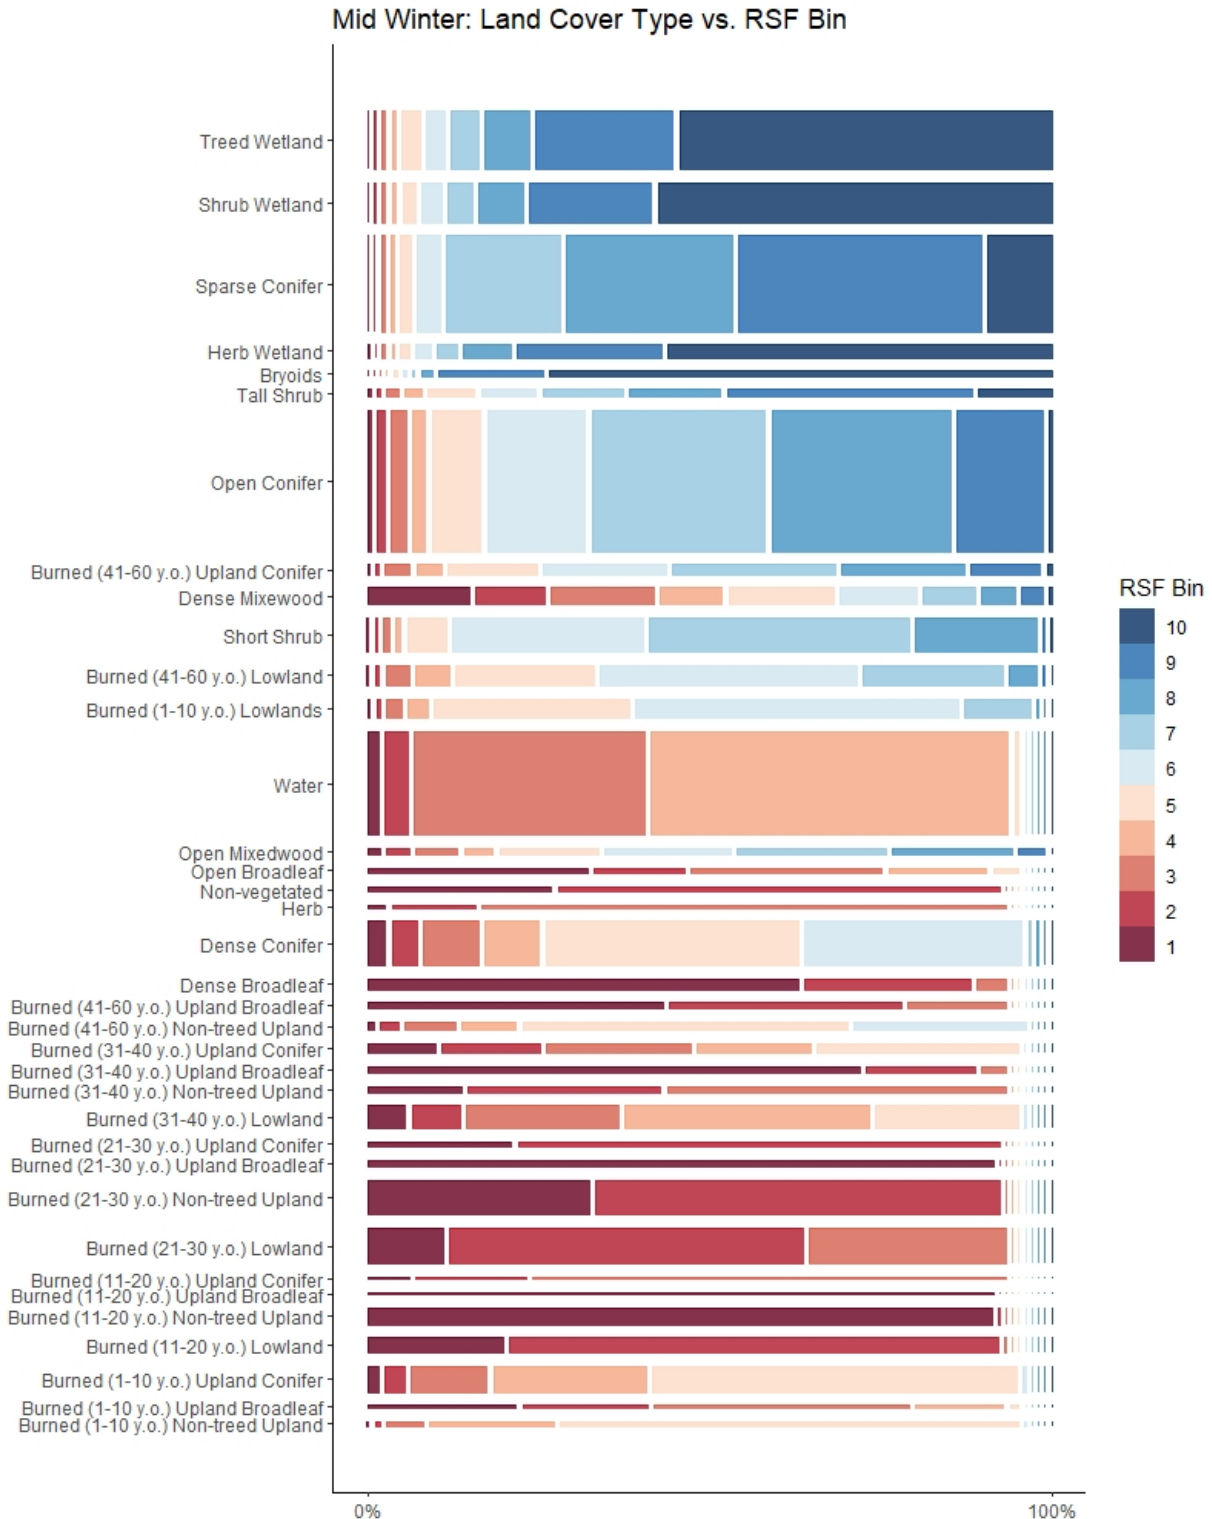 Mid Winter: Land Cover Type vs. RSF Bin
Treed Wetland
Shrub Wetland
Sparse Conifer
Herb Wetland
Bryoids
Tall Shrub
Open Conifer
Burned (41-60 y.o.) Upland Conifer
Dense Mixewood
Short Shrub
Burned (41-60 y.o.) Lowland
Burned (1-10 y.o.) Lowlands
Water
Open Mixedwood
Open Broadleaf
Non-vegetated
Herb
Dense Conifer
Dense Broadleaf
Burned (41-60 y.o.) Upland Broadleaf
Burned (41-60 y.o.) Non-treed Upland
Burned (31-40 y.o.) Upland Conifer
Burned (31-40 y.o.) Upland Broadleaf
Burned (31-40 y.o.) Non-treed Upland
Burned (31-40 y.o.) Lowland
Burned (21-30 y.o.) Upland Conifer
Burned (21-30 y.o.) Upland Broadleaf
Burned (21-30 y.o.) Non-treed Upland
Burned (21-30 y.o.) Lowland
Burned (11-20 y.o.) Upland Conifer
Burned (11-20 y.o.) Upland Broadleaf
Burned (11-20 y.o.) Non-treed Upland
Burned (11-20 y.o.) Lowland
Burned (1-10 y.o.) Upland Conifer
Burned (1-10 y.o.) Upland Broadleaf
Burned (1-10 y.o.) Non-treed Upland
0%
100%
RSF Bin
10
9
8
7
6
5
4
3
2
1